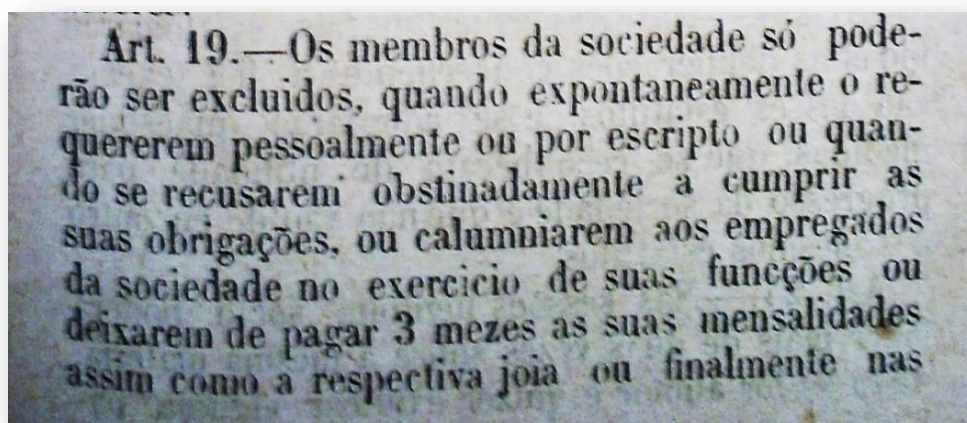 Art. 19.—Os membros da sociedade só pode-
rão ser excluidos, quando expontaneamente o re-
quererem pessoalmente ou por escripto ou quan-
do se recusarem obstinadamente a cumprir as
suas obrigações, ou calumniarem aos empregados
da sociedade no exercicio de suas funcções ou
deixarem de pagar 3 mezes as suas mensalidades
assim como a respectiva joia ou finalmente nas